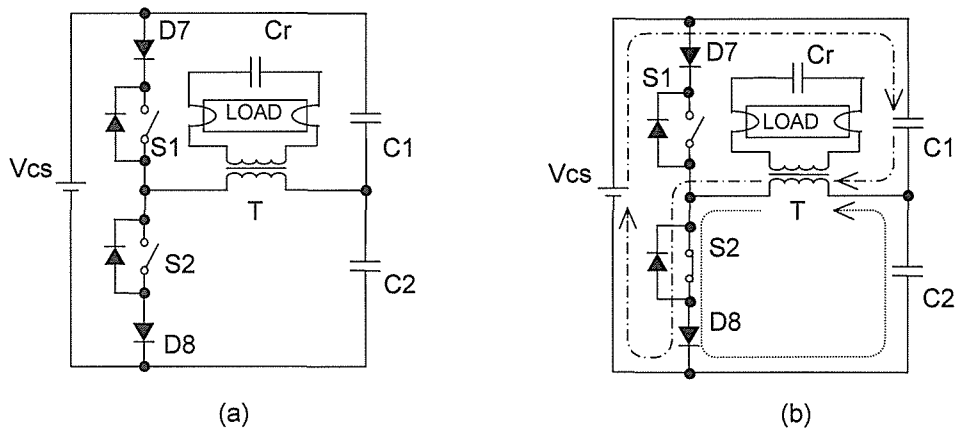 D7
Cr
LOAD
S1
C1
Vcs
T
S2
C2
D8
(a)
D7
S1
Cr
LOAD
C1
Vcs
T
S2
C2
D8
(b)